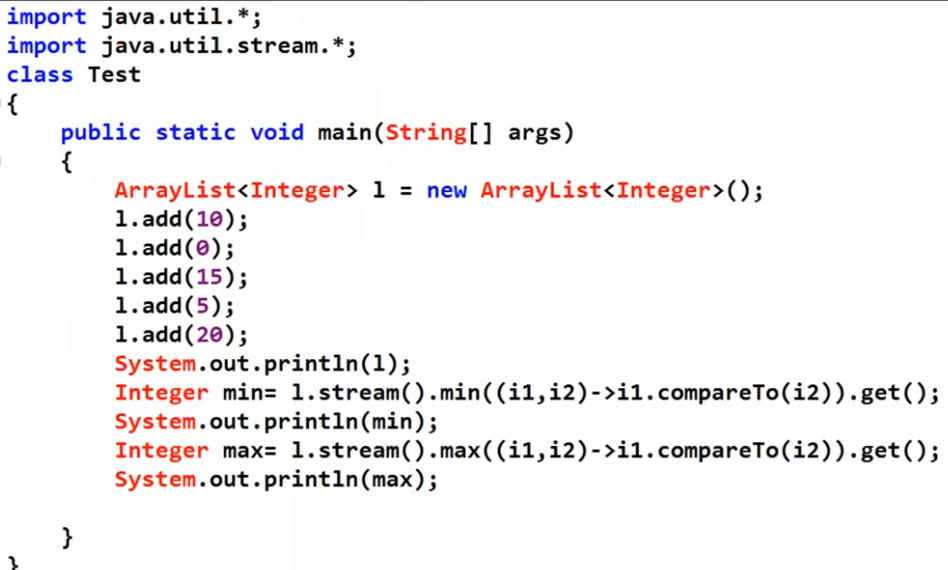 import java.util.*;
import java.util.stream.*;
class Test
{
    public static void main(String[] args)
    {
        ArrayList<Integer> l = new ArrayList<Integer>();
        l.add(10);
        l.add(0);
        l.add(15);
        l.add(5);
        l.add(20);
        System.out.println(l);
        Integer min= l.stream().min((i1,i2)->i1.compareTo(i2)).get();
        System.out.println(min);
        Integer max= l.stream().max((i1,i2)->i1.compareTo(i2)).get();
        System.out.println(max);
    }
}